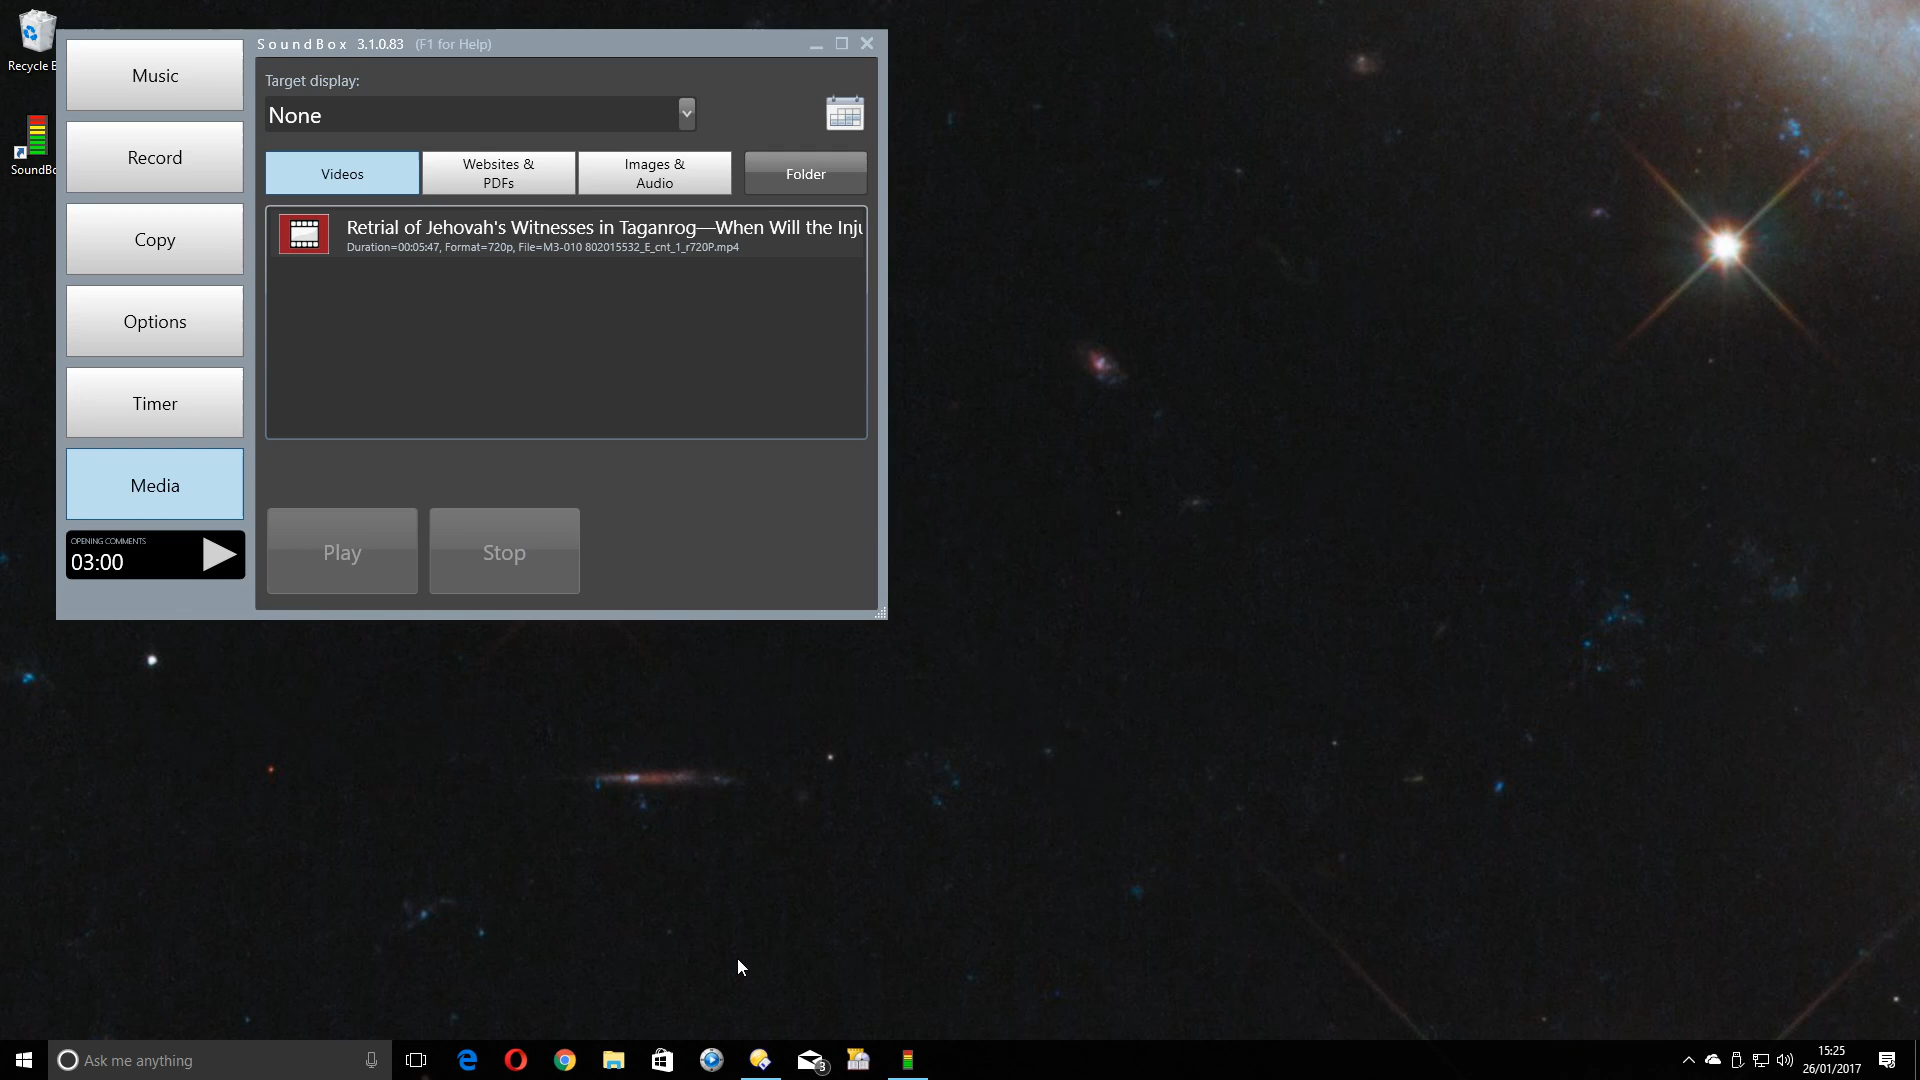 Recycle B
SoundBo
SoundBox 3.1.0.83 (F1 for Help)
Music
Record
Copy
Options
Timer
Media
OPENING COMMENTS
03:00
Target display:
None
Videos
Websites &
PDFs
Images &
Audio
Folder
Retrial of Jehovah's Witnesses in Taganrog—When Will the Inju
Duration=00:05:47, Format=720p, File=M3-010 802015532_E_cnt_1_r720P.mp4
Play
Stop
Ask me anything
3
15:25
26/01/2017